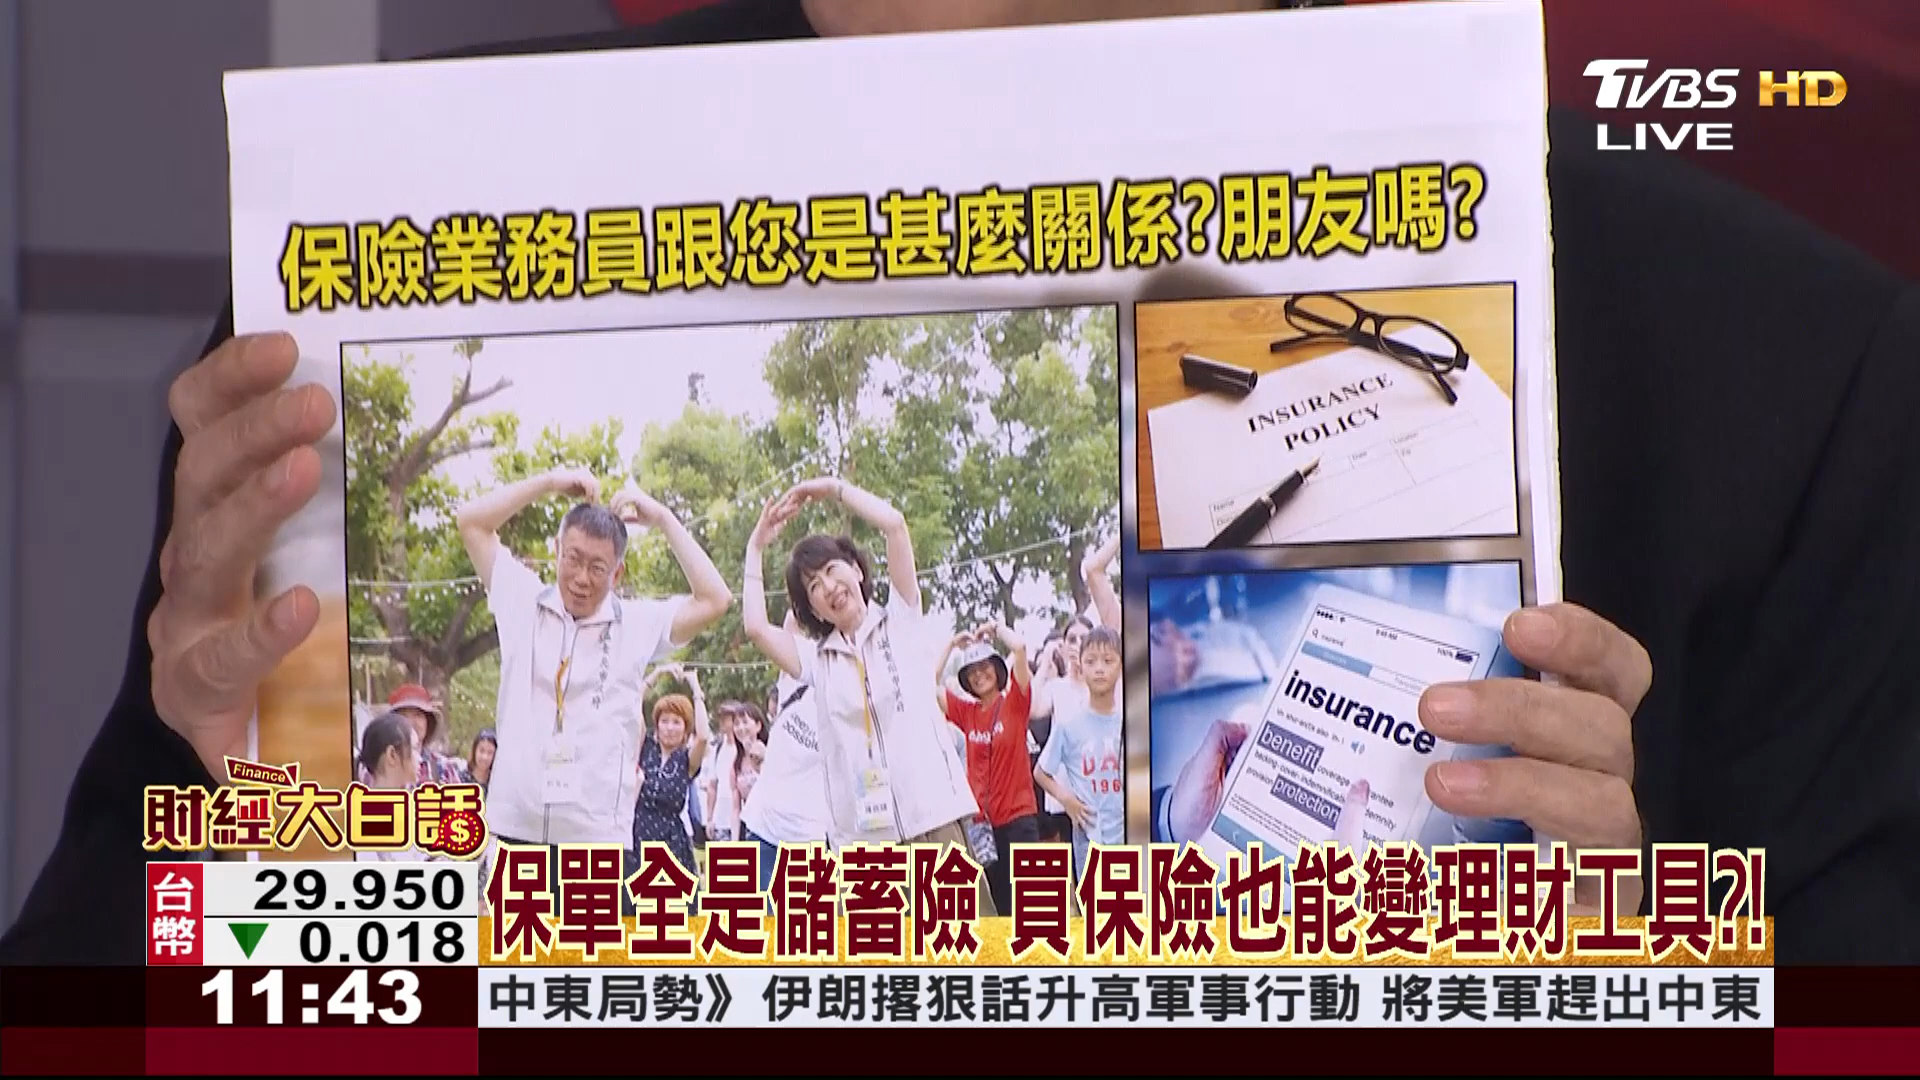 TVBS HD
LIVE
保險業務員跟您是甚麼關係?朋友嗎?
INSURANCE
POLICY
Name
Date
Location
insurance
benefit
protection
Finance
財經大白話
台幣
29.950
0.018
保單全是儲蓄險 買保險也能變理財工具?!
11:43
中東局勢》伊朗撂狠話升高軍事行動 將美軍趕出中東